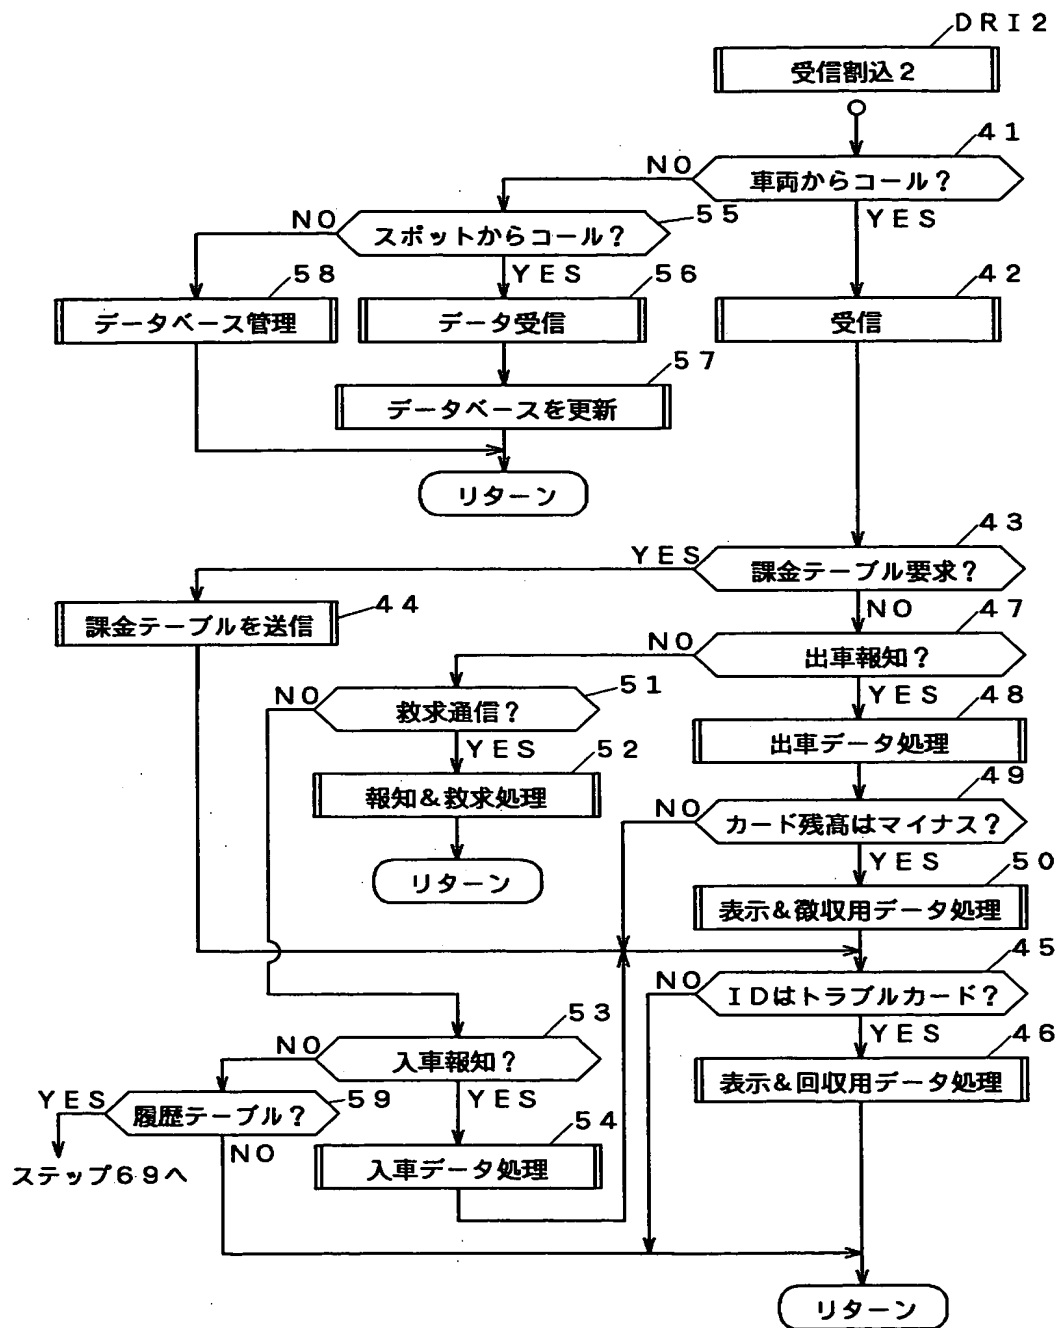 ＤＲＩ２
受信割込２
４１
車両からコール？
ＮＯ
ＹＥＳ
５５
スポットからコール？
ＮＯ
ＹＥＳ
５８
データベース管理
５６
データ受信
４２
受信
５７
データベースを更新
リターン
４３
課金テーブル要求？
ＹＥＳ
ＮＯ
４４
課金テーブルを送信
４７
出車報知？
ＮＯ
ＹＥＳ
５１
救求通信？
ＮＯ
ＹＥＳ
４８
出車データ処理
５２
報知＆救求処理
リターン
４９
カード残高はマイナス？
ＮＯ
ＹＥＳ
５０
表示＆徴収用データ処理
４５
ＩＤはトラブルカード？
ＮＯ
ＹＥＳ
４６
表示＆回収用データ処理
５３
入車報知？
ＮＯ
ＹＥＳ
５９
履歴テーブル？
ＹＥＳ
ＮＯ
ステップ６９へ
５４
入車データ処理
リターン